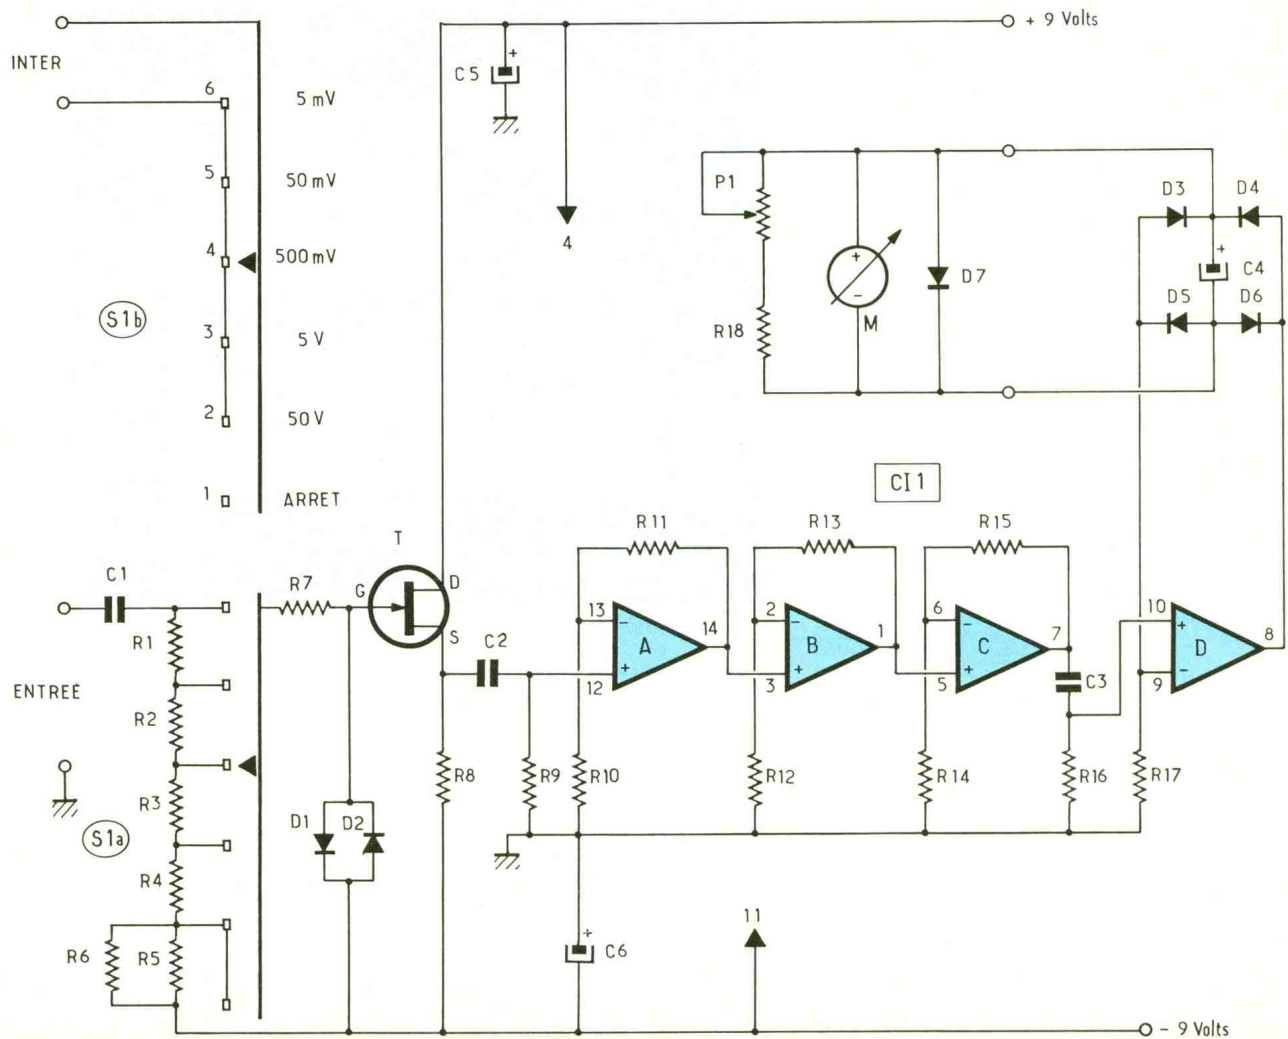 + 9 Volts
INTER
+
C5
6
5 mV
5
50 mV
4
500 mV
4
S1b
3
5 V
2
50 V
1
ARRET
P1
+
−
M
R18
D7
D3
D4
+
C4
D5
D6
CI 1
C1
R7
T
G
D
S
R11
R13
R15
R1
C2
13
−
A
14
+
12
2
−
B
1
+
3
6
−
C
7
+
5
C3
10
+
D
8
−
9
ENTREÉ
R2
R8
R9
R10
R12
R14
R16
R17
R3
S1a
D1
D2
R4
R6
R5
+
C6
11
− 9 Volts